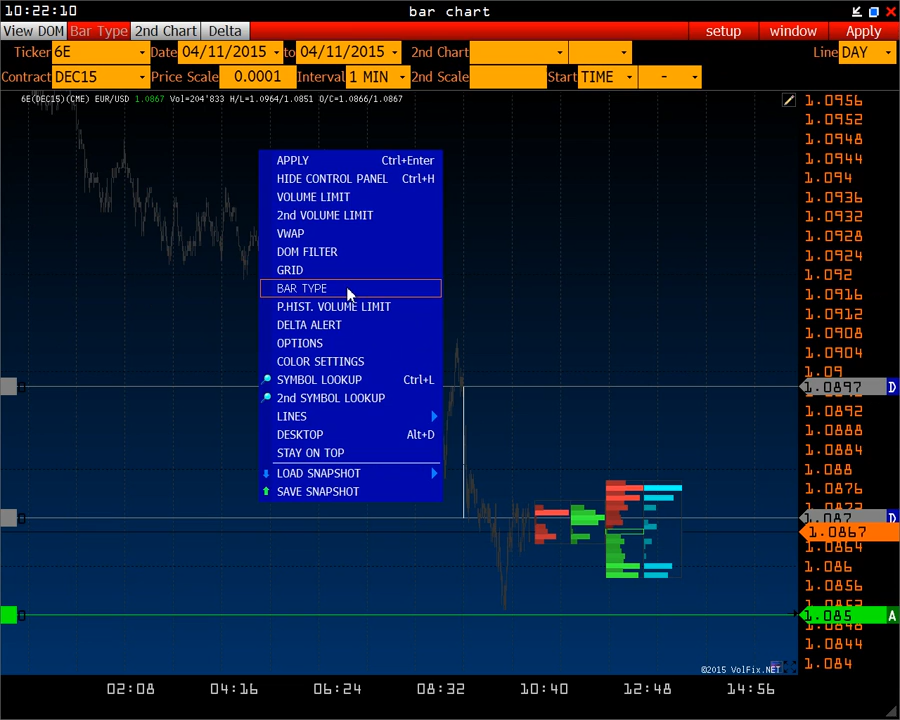 10:22:10 bar chart
View DOM Bar Type 2nd Chart Delta setup window Apply
Ticker 6E Date 04/11/2015 to 04/11/2015 2nd Chart Line DAY
Contract DEC15 Price Scale 0.0001 Interval 1 MIN 2nd Scale Start TIME -
6E(DEC15)(CME) EUR/USD 1.0867 Vol=204'833 H/L=1.0964/1.0851 O/C=1.0866/1.0867
APPLY Ctrl+Enter
HIDE CONTROL PANEL Ctrl+H
VOLUME LIMIT
2nd VOLUME LIMIT
VWAP
DOM FILTER
GRID
BAR TYPE
P.HIST. VOLUME LIMIT
DELTA ALERT
OPTIONS
COLOR SETTINGS
SYMBOL LOOKUP Ctrl+L
2nd SYMBOL LOOKUP
LINES
DESKTOP Alt+D
STAY ON TOP
LOAD SNAPSHOT
SAVE SNAPSHOT
1.0956
1.0952
1.0948
1.0944
1.094
1.0936
1.0932
1.0928
1.0924
1.092
1.0916
1.0912
1.0908
1.0904
1.09
1.0897 D
1.0892
1.0888
1.0884
1.088
1.0876
1.087 D
1.0867
1.0864
1.086
1.0856
1.085 A
1.0844
1.084
©2015 VolFix.NET
02:08 04:16 06:24 08:32 10:40 12:48 14:56